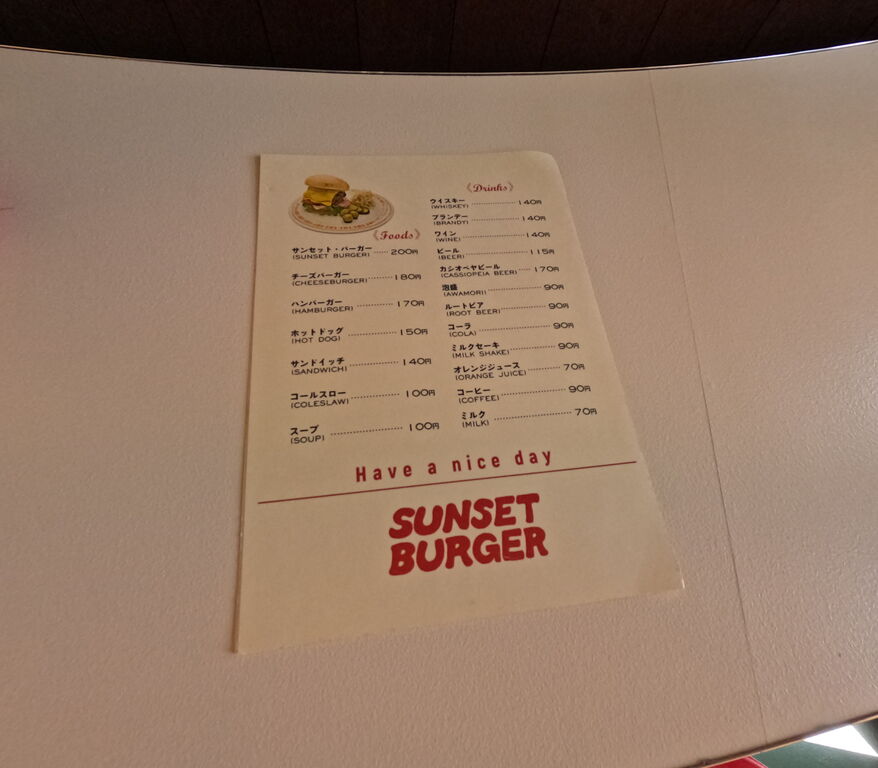 《Foods》
サンセット・バーガー ...... 200円
(SUNSET BURGER)
チーズバーガー ...... 180円
(CHEESEBURGER)
ハンバーガー ...... 170円
(HAMBURGER)
ホットドッグ ...... 150円
(HOT DOG)
サンドイッチ ...... 140円
(SANDWICH)
コールスロー ...... 100円
(COLESLAW)
スープ ...... 100円
(SOUP)
《Drinks》
ウイスキー ...... 140円
(WHISKEY)
ブランデー ...... 140円
(BRANDY)
ワイン ...... 140円
(WINE)
ビール ...... 115円
(BEER)
カシオペヤビール ...... 170円
(CASSIOPEIA BEER)
泡盛 ...... 90円
(AWAMORI)
ルートビア ...... 90円
(ROOT BEER)
コーラ ...... 90円
(COLA)
ミルクセーキ ...... 90円
(MILK SHAKE)
オレンジジュース ...... 70円
(ORANGE JUICE)
コーヒー ...... 90円
(COFFEE)
ミルク ...... 70円
(MILK)
Have a nice day
SUNSET
BURGER